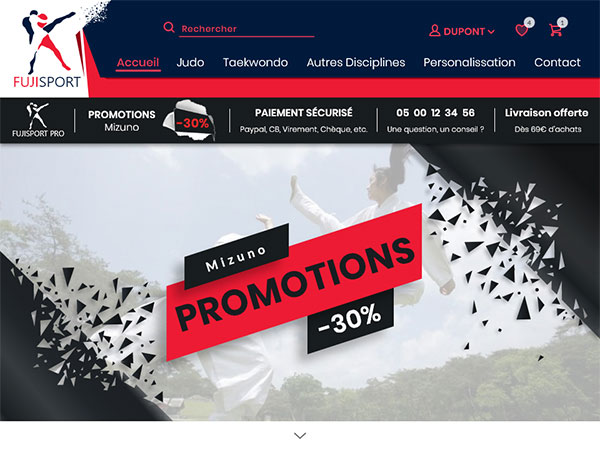 FUJISPORT
Rechercher
DUPONT
4
1
Accueil
Judo
Taekwondo
Autres Disciplines
Personalissation
Contact
FUJISPORT PRO
PROMOTIONS
Mizuno
-30%
PAIEMENT SÉCURISÉ
Paypal, CB, Virement, Chèque, etc.
05 00 12 34 56
Une question, un conseil ?
Livraison offerte
Dès 69€ d'achats
Mizuno
PROMOTIONS
-30%